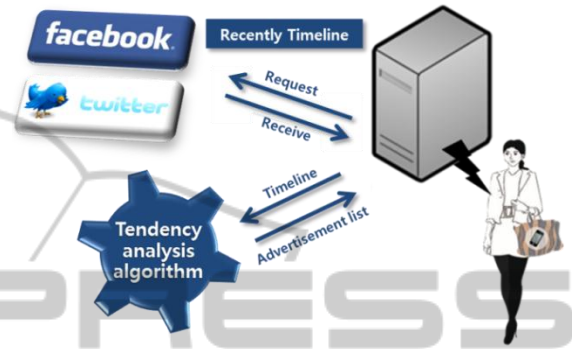 facebook
Recently Timeline
twitter
Request
Receive
Timeline
Advertisement list
Tendency
analysis
algorithm
PRESS